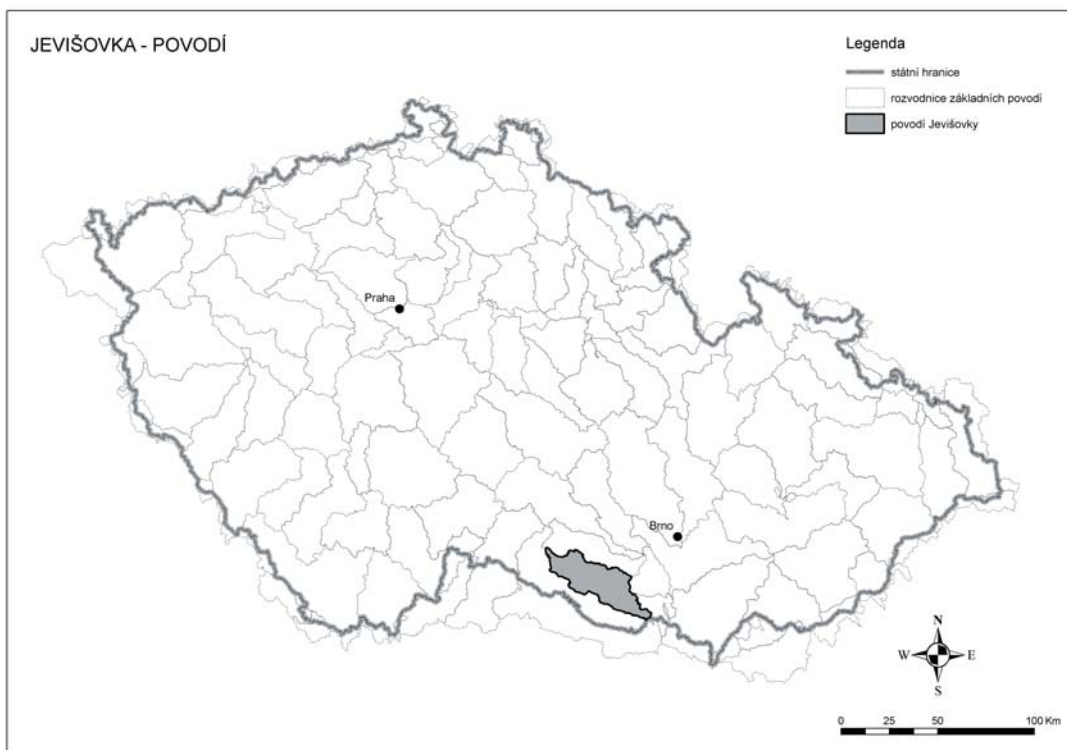 JEVIŠOVKA - POVODÍ
Legenda
státní hranice
rozvodnice základních povodí
povodí Jevišovky
Praha
Brno
N
W E
S
0 25 50 100 Km